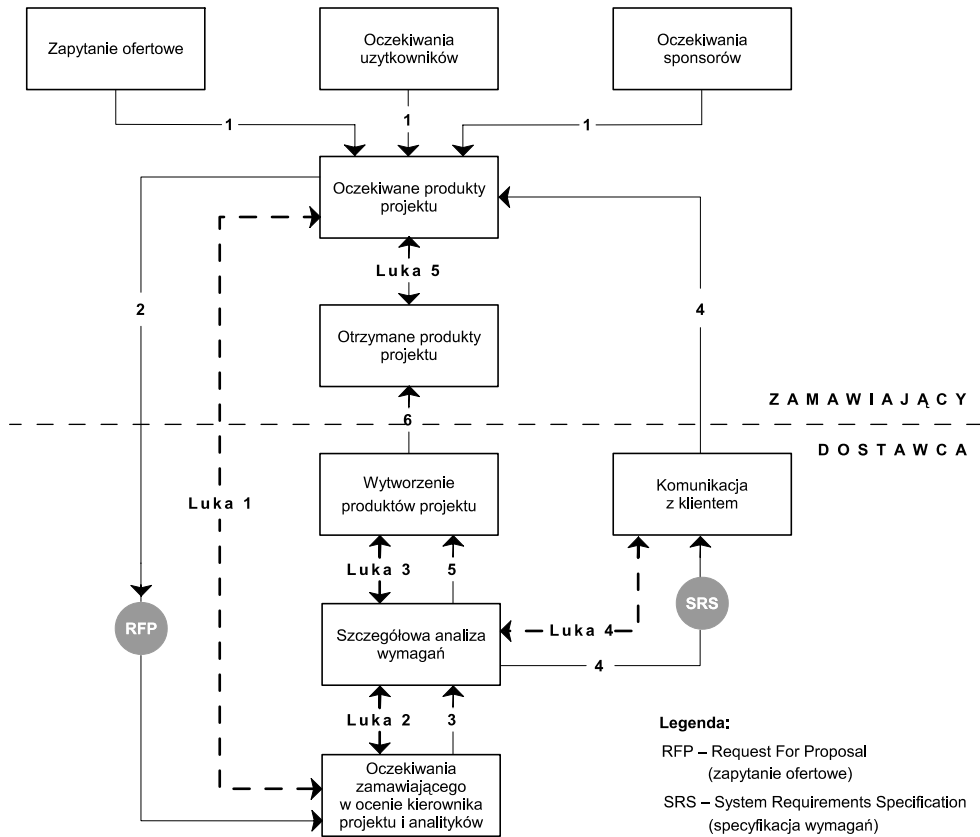 Zapytanie ofertowe
Oczekiwania
uzytkowników
Oczekiwania
sponsorów
1
1
1
Oczekiwane produkty
projektu
Luka 5
2
4
Otrzymane produkty
projektu
ZAMAWIAJĄCY
6
DOSTAWCA
Wytworzenie
produktów projektu
Komunikacja
z klientem
Luka 1
Luka 3
5
SRS
RFP
Szczegółowa analiza
wymagań
Luka 4
4
Luka 2
3
Oczekiwania
zamawiającego
w ocenie kierownika
projektu i analityków
Legenda:
RFP – Request For Proposal
(zapytanie ofertowe)
SRS – System Requirements Specification
(specyfikacja wymagań)